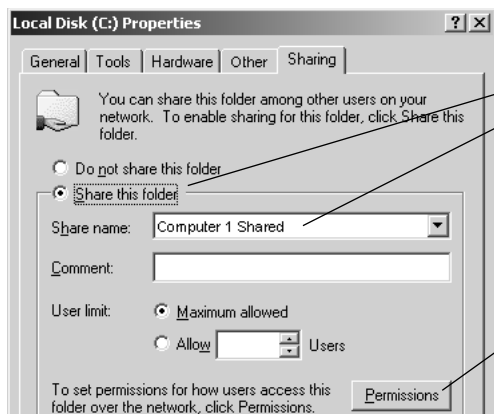 Local Disk (C:) Properties ? ×
General Tools Hardware Other Sharing
You can share this folder among other users on your
network. To enable sharing for this folder, click Share this
folder.
Do not share this folder
Share this folder
Share name: Computer 1 Shared
Comment:
User limit: Maximum allowed
Allow Users
To set permissions for how users access this
folder over the network, click Permissions.
Permissions